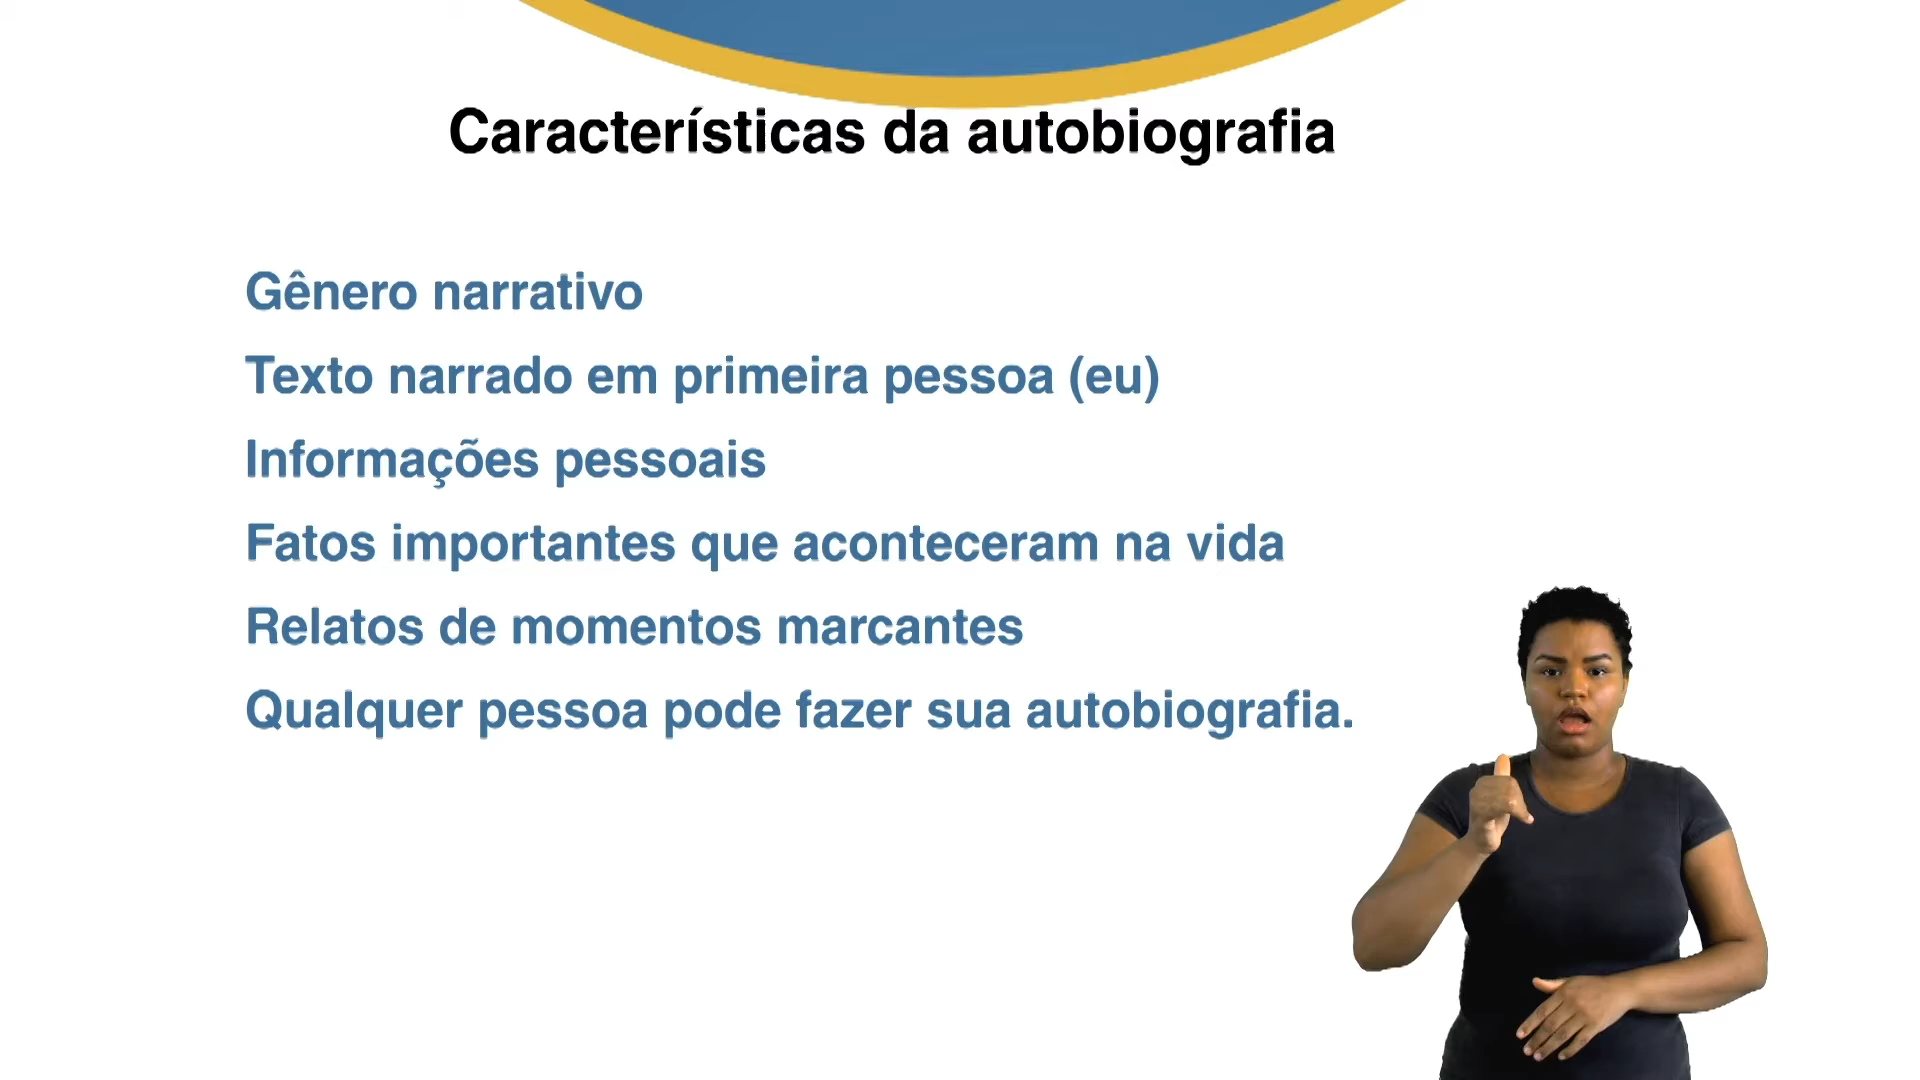 Características da autobiografia
Gênero narrativo
Texto narrado em primeira pessoa (eu)
Informações pessoais
Fatos importantes que aconteceram na vida
Relatos de momentos marcantes
Qualquer pessoa pode fazer sua autobiografia.